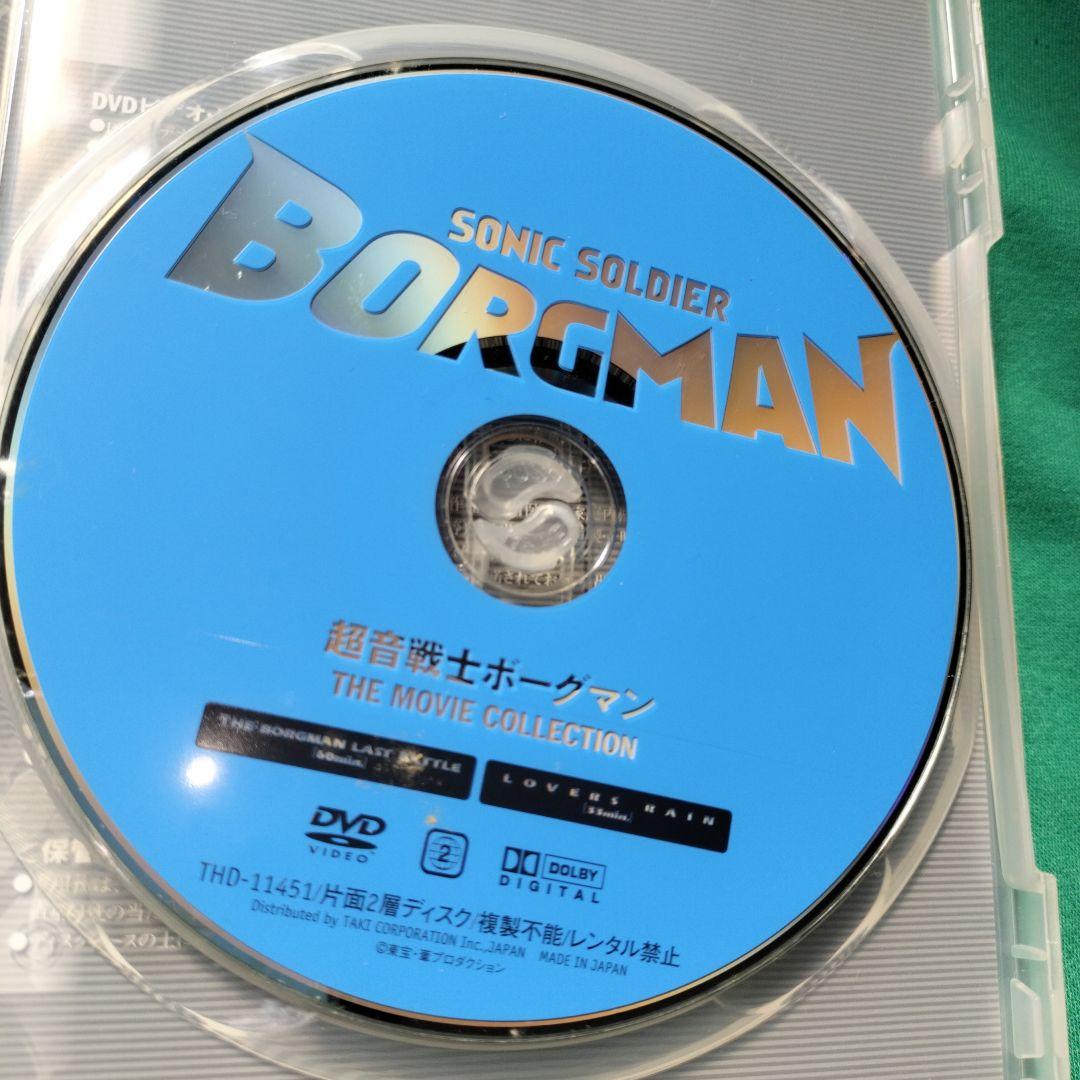 SONIC SOLDIER
BORGMAN
超音戦士ボーグマン
THE MOVIE COLLECTION
THE BORGMAN LAST BATTLE
[60min.]
LOVERS RAIN
[55min.]
DVD
VIDEO
2
DOLBY
DIGITAL
THD-11451/片面2層ディスク/複製不能/レンタル禁止
Distributed by TAKI CORPORATION Inc.,JAPAN MADE IN JAPAN
©東宝・葦プロダクション